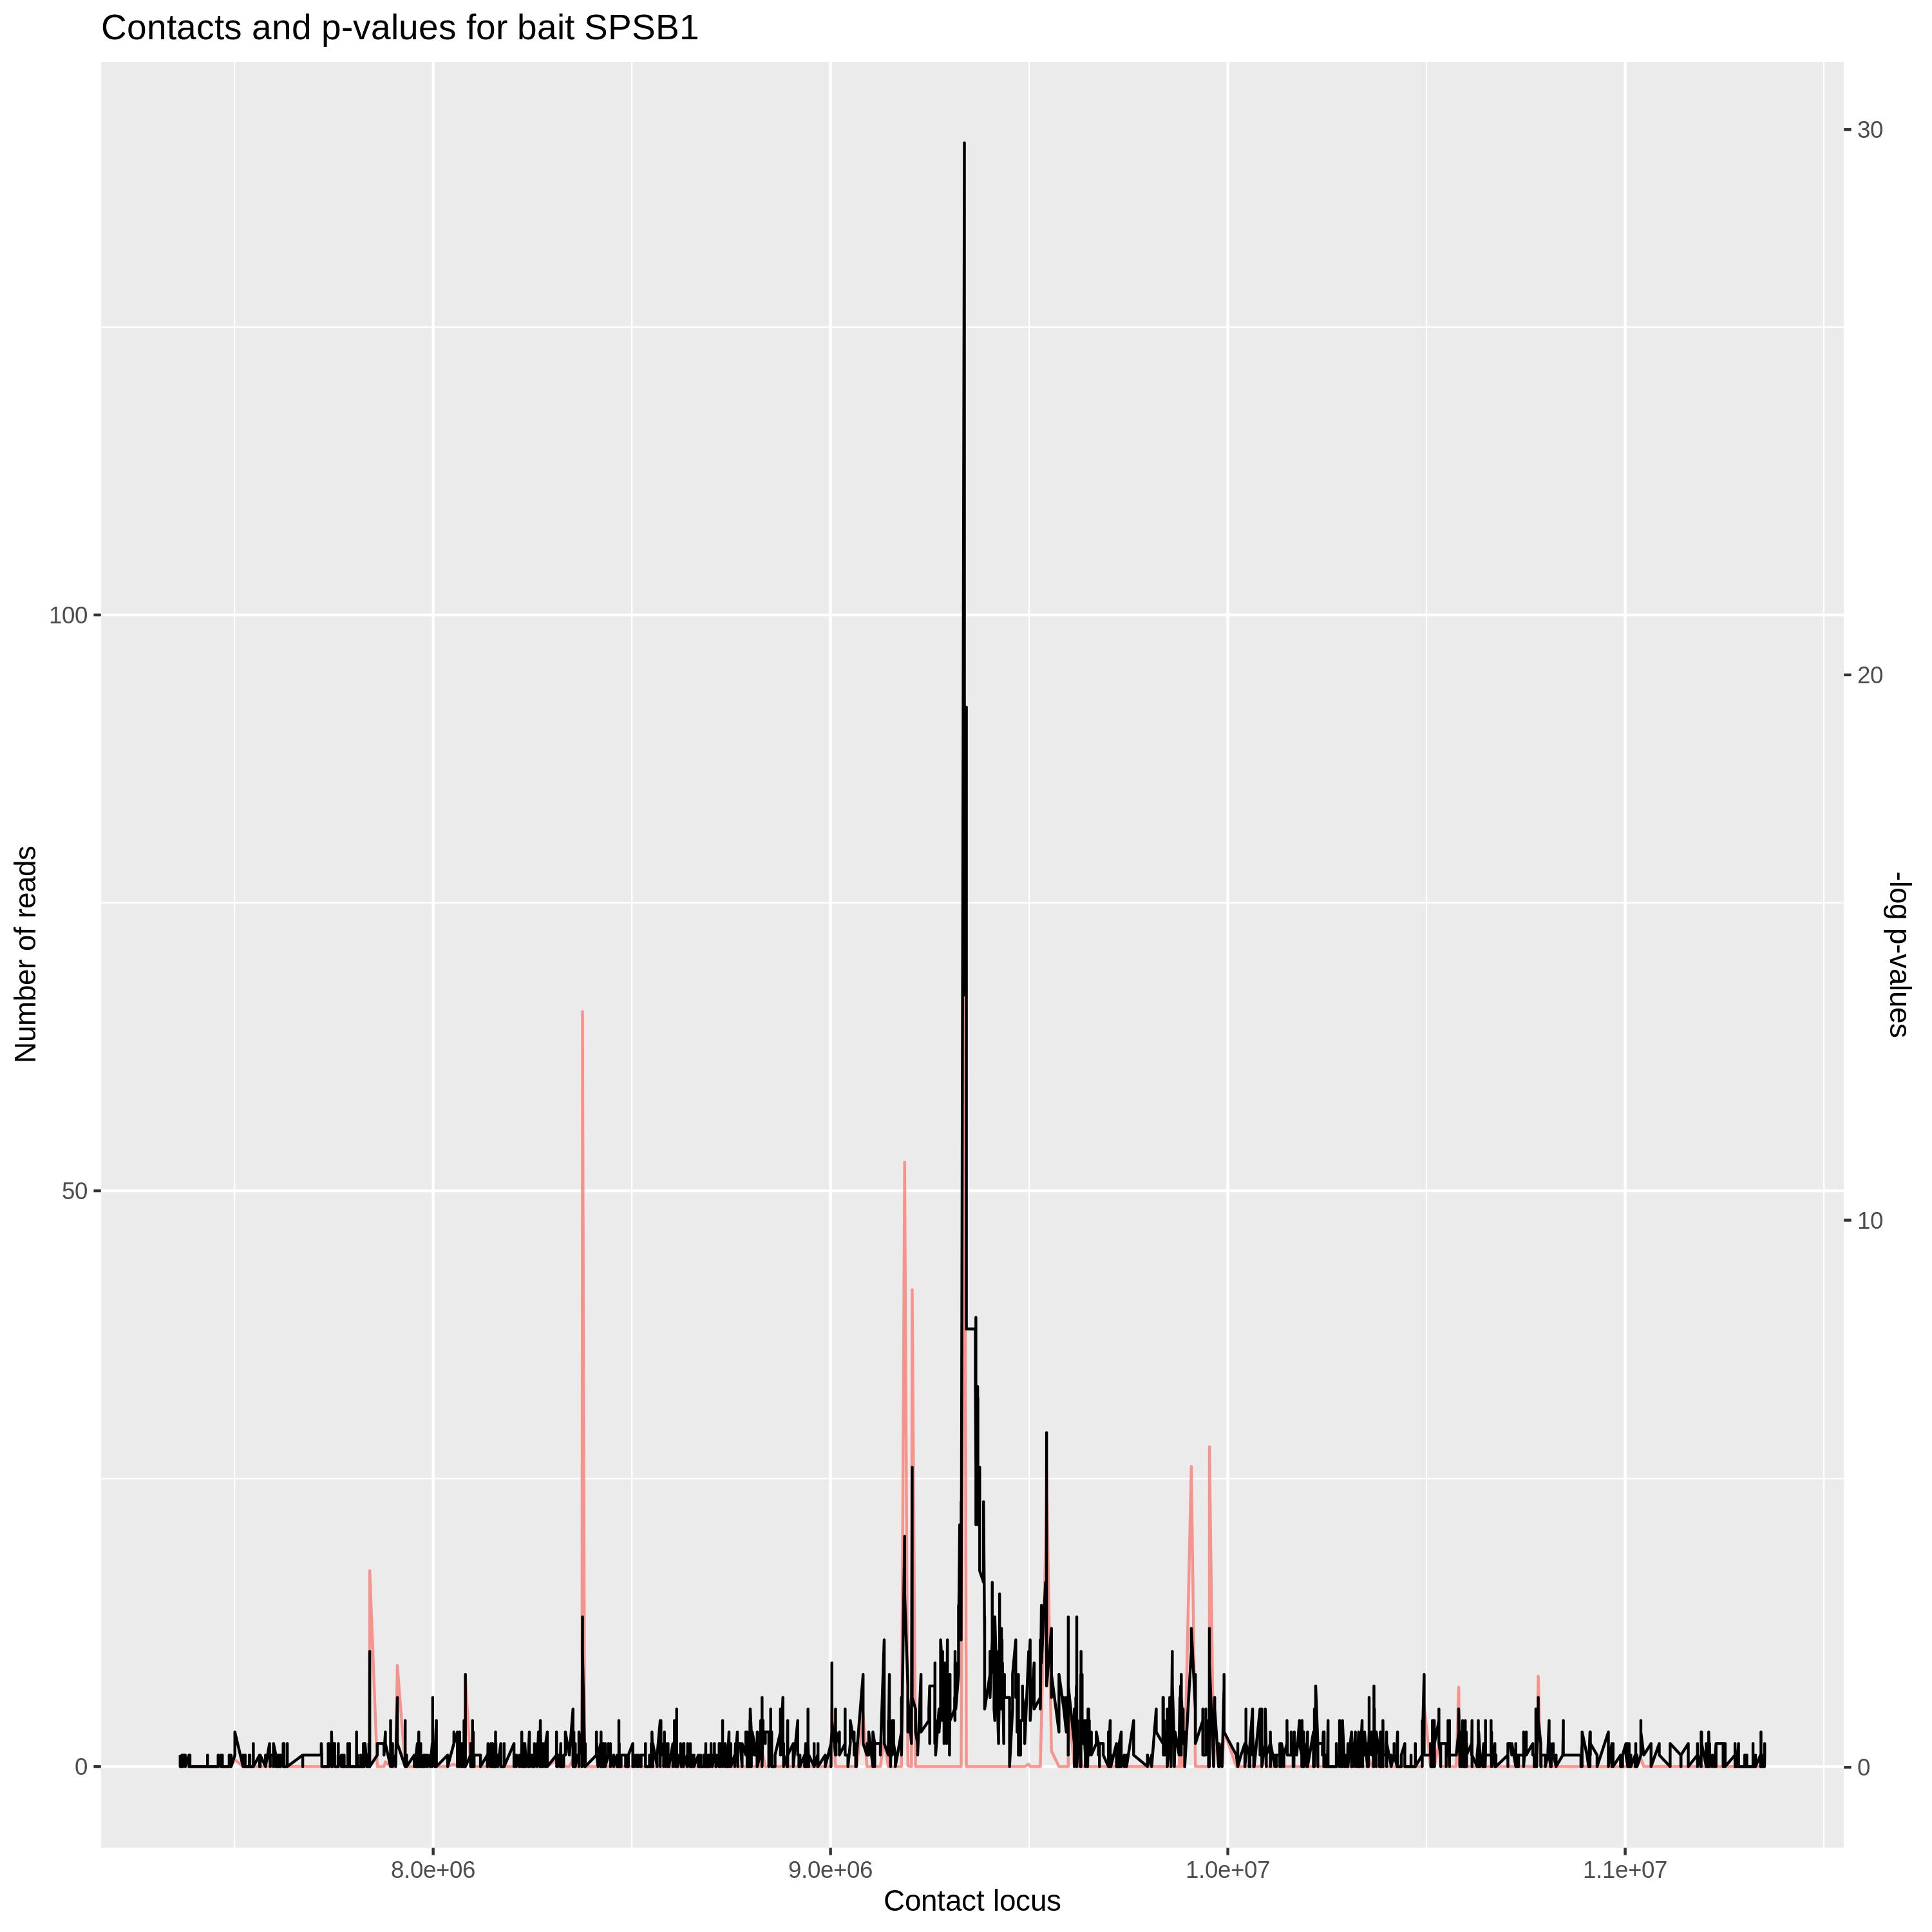 Contacts and p-values for bait SPSB1
Number of reads
100
50
0
30
20
10
0
-log p-values
8.0e+06
9.0e+06
1.0e+07
1.1e+07
Contact locus